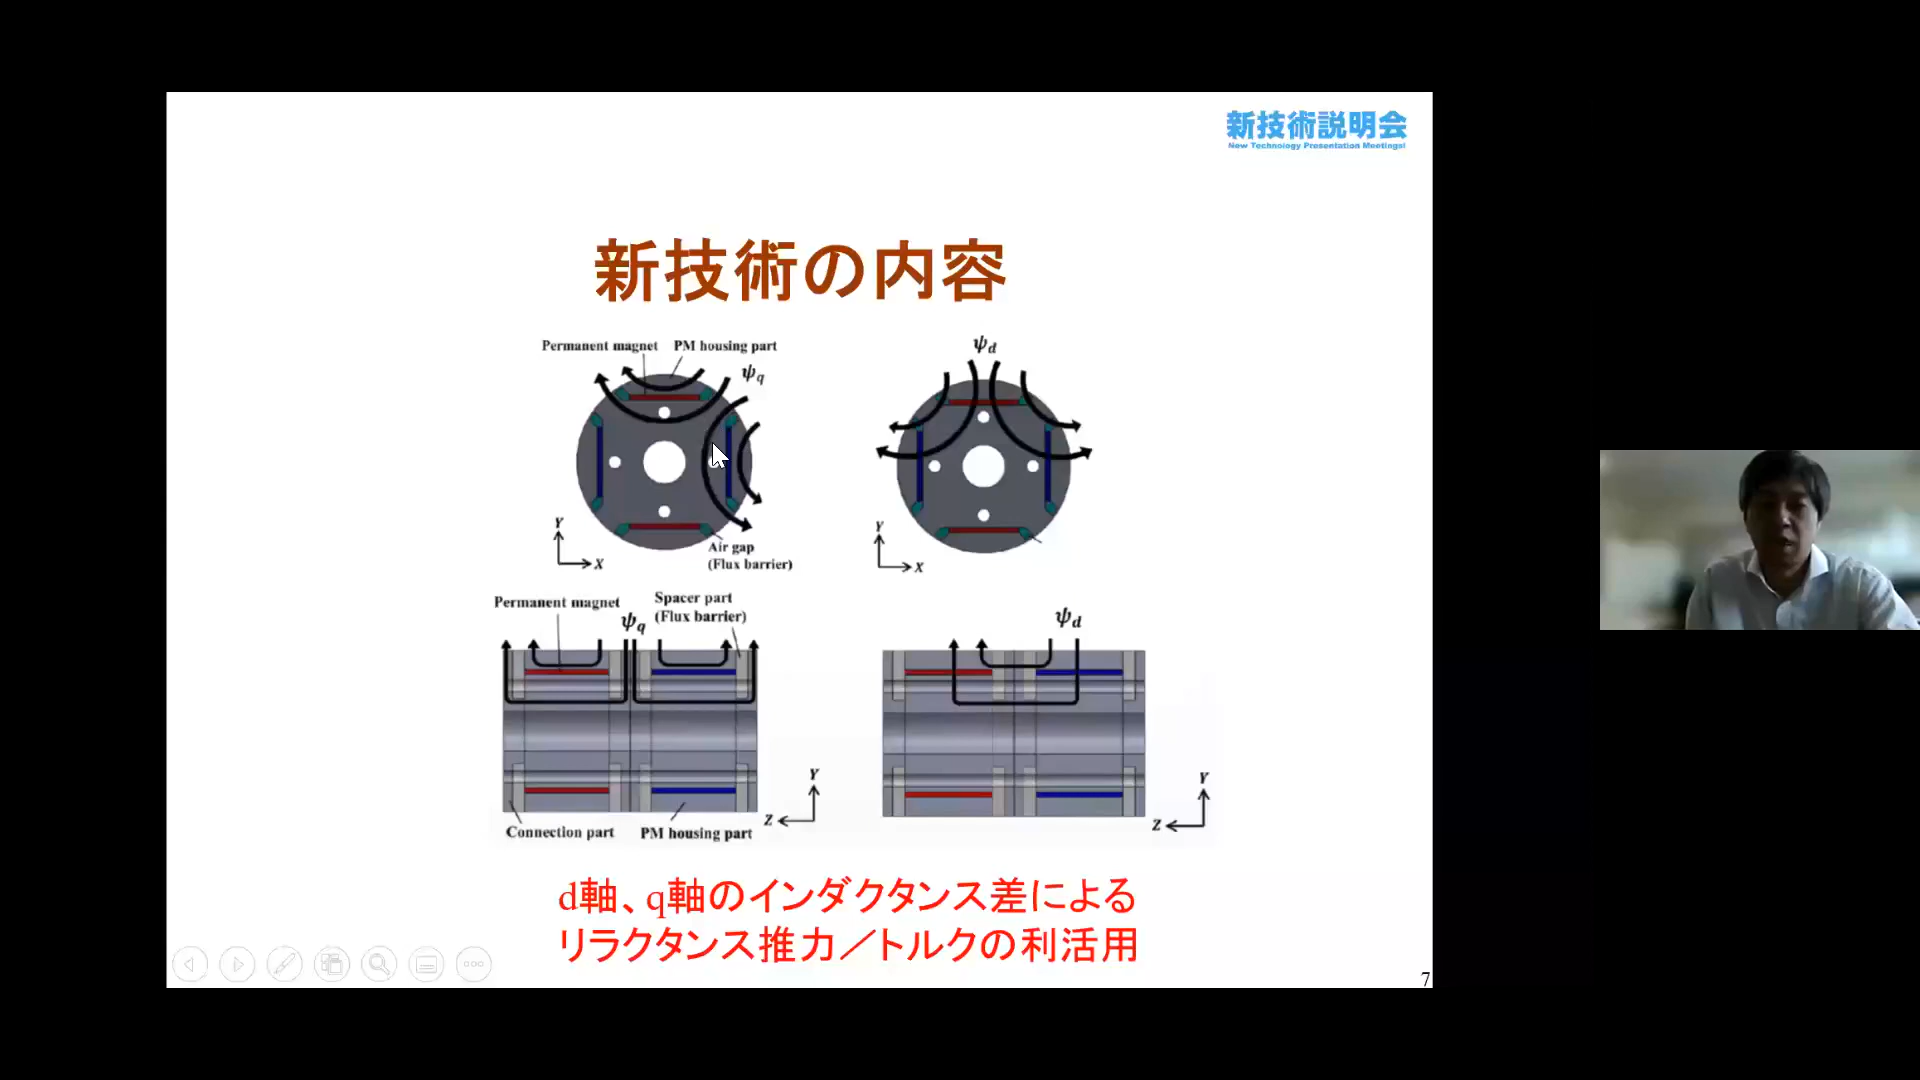 新技術説明会
New Technology Presentation Meetings!
新技術の内容
Permanent magnet PM housing part
ψq
ψd
Air gap
(Flux barrier)
Y
X
Y
X
Permanent magnet
Spacer part
(Flux barrier)
ψq
ψd
Connection part
PM housing part
Y
Z
Y
Z
d軸、q軸のインダクタンス差による
リラクタンス推力／トルクの利活用
7